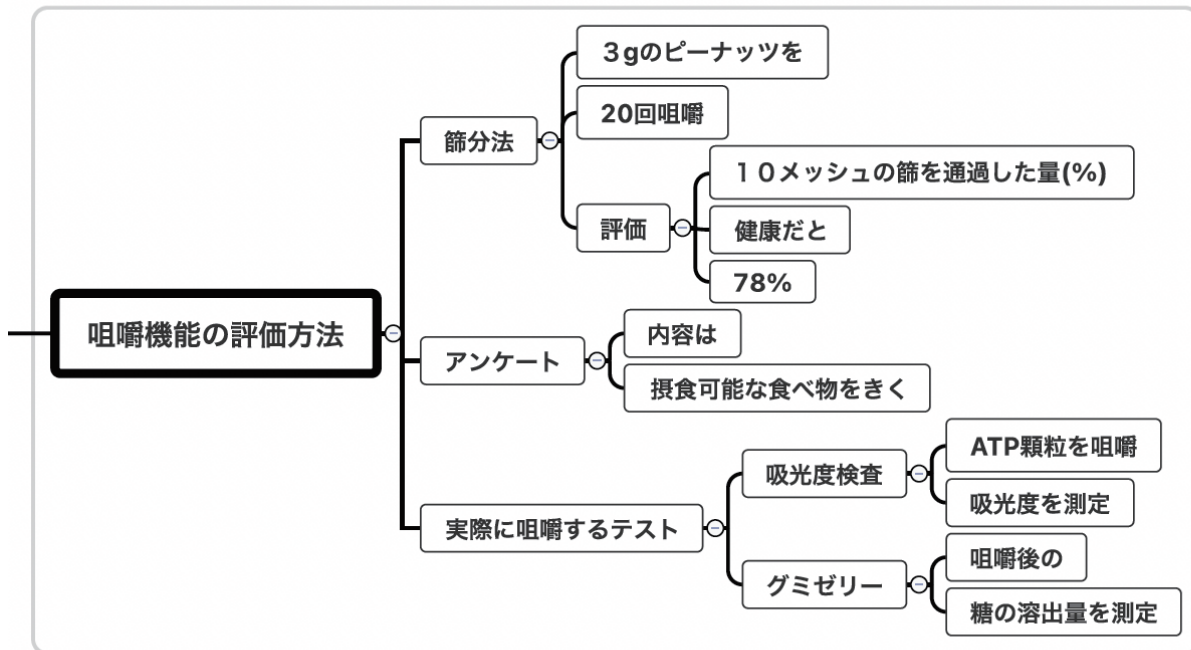 咀嚼機能の評価方法
篩分法
３gのピーナッツを
20回咀嚼
評価
１０メッシュの篩を通過した量(%)
健康だと
78%
アンケート
内容は
摂食可能な食べ物をきく
実際に咀嚼するテスト
吸光度検査
ATP顆粒を咀嚼
吸光度を測定
グミゼリー
咀嚼後の
糖の溶出量を測定